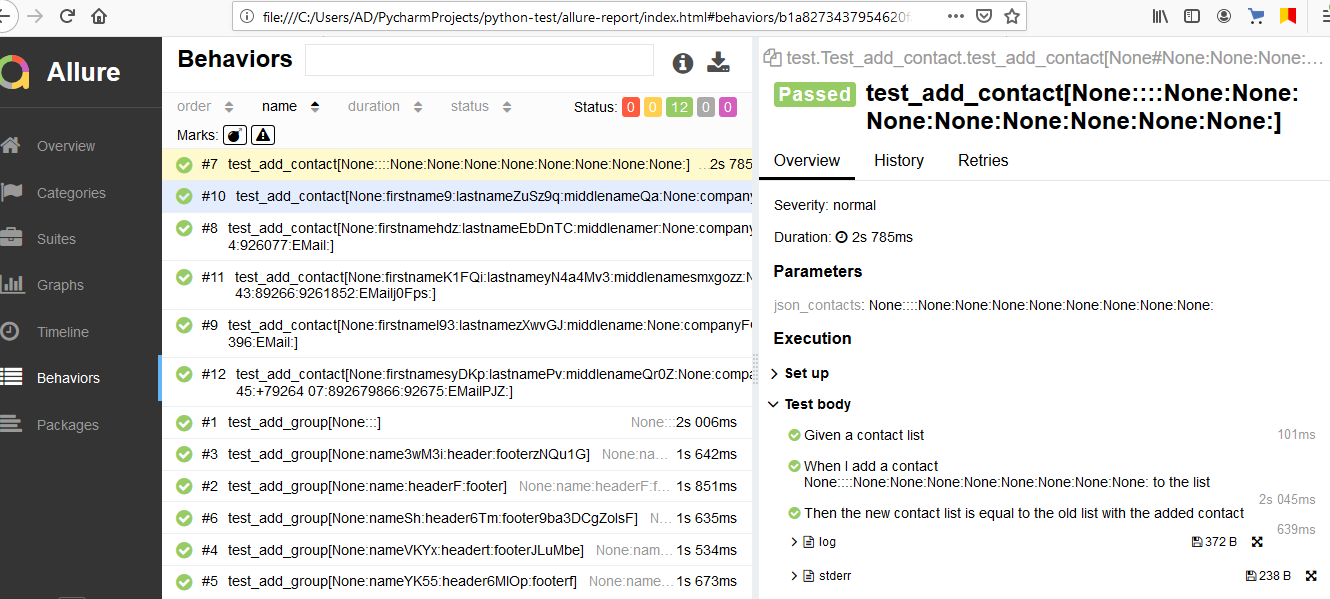 file:///C:/Users/AD/PycharmProjects/python-test/allure-report/index.html#behaviors/b1a8273437954620f
Allure
Overview
Categories
Suites
Graphs
Timeline
Behaviors
Packages
Behaviors
order name duration status Status: 0 0 12 0 0
Marks:
#7 test_add_contact[None::::None:None:None:None:None:None:None:None:] ...2s 785
#10 test_add_contact[None:firstname9:lastnameZuSz9q:middlenameQa:None:company
#8 test_add_contact[None:firstnamehdz:lastnameEbDnTC:middlenamer:None:company
4:926077:EMail:]
#11 test_add_contact[None:firstnameK1FQi:lastnameyN4a4Mv3:middlenamesmxgozz:N
43:89266:9261852:EMailj0Fps:]
#9 test_add_contact[None:firstnamel93:lastnamezXwvGJ:middlename:None:companyF
396:EMail:]
#12 test_add_contact[None:firstnamesyDKp:lastnamePv:middlenameQr0Z:None:compa
45:+79264 07:892679866:92675:EMailPJZ:]
#1 test_add_group[None:::] None:::2s 006ms
#3 test_add_group[None:name3wM3i:header:footerzNQu1G] None:na... 1s 642ms
#2 test_add_group[None:name:headerF:footer] None:name:headerF:f... 1s 851ms
#6 test_add_group[None:nameSh:header6Tm:footer9ba3DCgZolsF] N... 1s 635ms
#4 test_add_group[None:nameVKYx:headert:footerJLuMbe] None:nam... 1s 534ms
#5 test_add_group[None:nameYK55:header6MlOp:footerf] None:name... 1s 673ms
test.Test_add_contact.test_add_contact[None#None:None:None:...
Passed test_add_contact[None::::None:None:
None:None:None:None:None:None:]
Overview History Retries
Severity: normal
Duration: 2s 785ms
Parameters
json_contacts: None::::None:None:None:None:None:None:None:None:
Execution
Set up
Test body
Given a contact list 101ms
When I add a contact
None::::None:None:None:None:None:None:None:None: to the list
2s 045ms
Then the new contact list is equal to the old list with the added contact
639ms
log 372 B
stderr 238 B